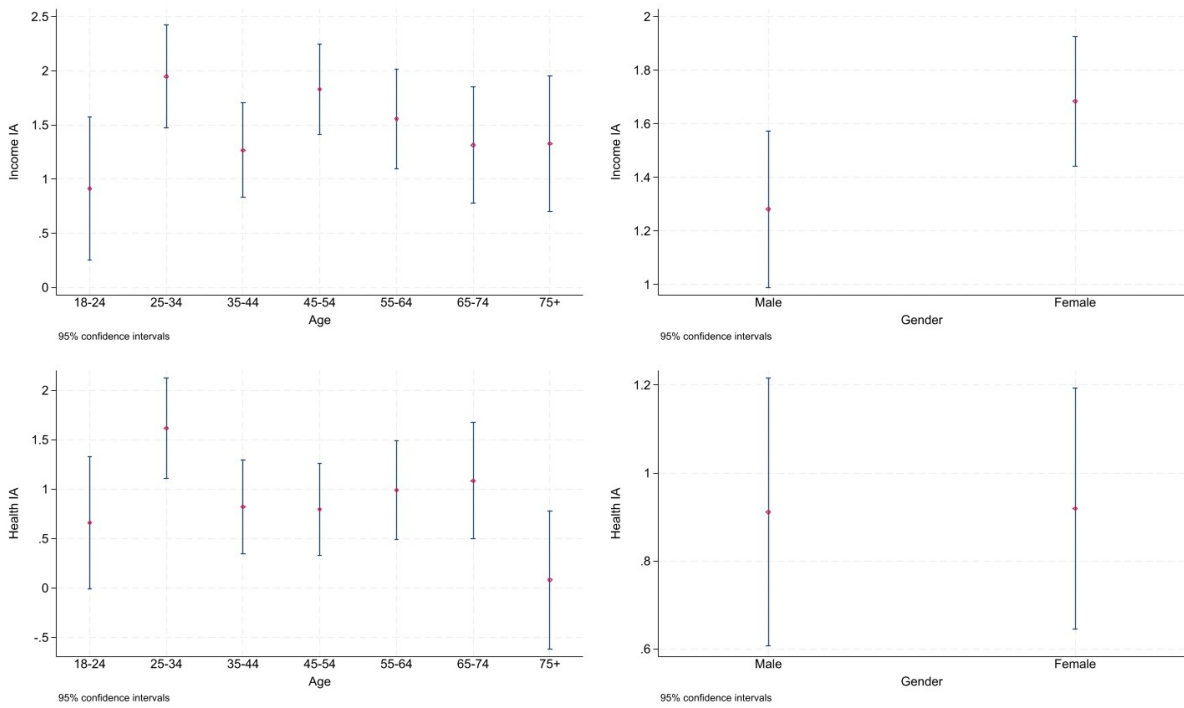 2.5
2
1.5
1
.5
0
Income IA
18-24 25-34 35-44 45-54 55-64 65-74 75+
Age
95% confidence intervals
2
1.8
1.6
1.4
1.2
1
Income IA
Male Female
Gender
95% confidence intervals
2
1.5
1
.5
0
-.5
Health IA
18-24 25-34 35-44 45-54 55-64 65-74 75+
Age
95% confidence intervals
1.2
1
.8
.6
Health IA
Male Female
Gender
95% confidence intervals